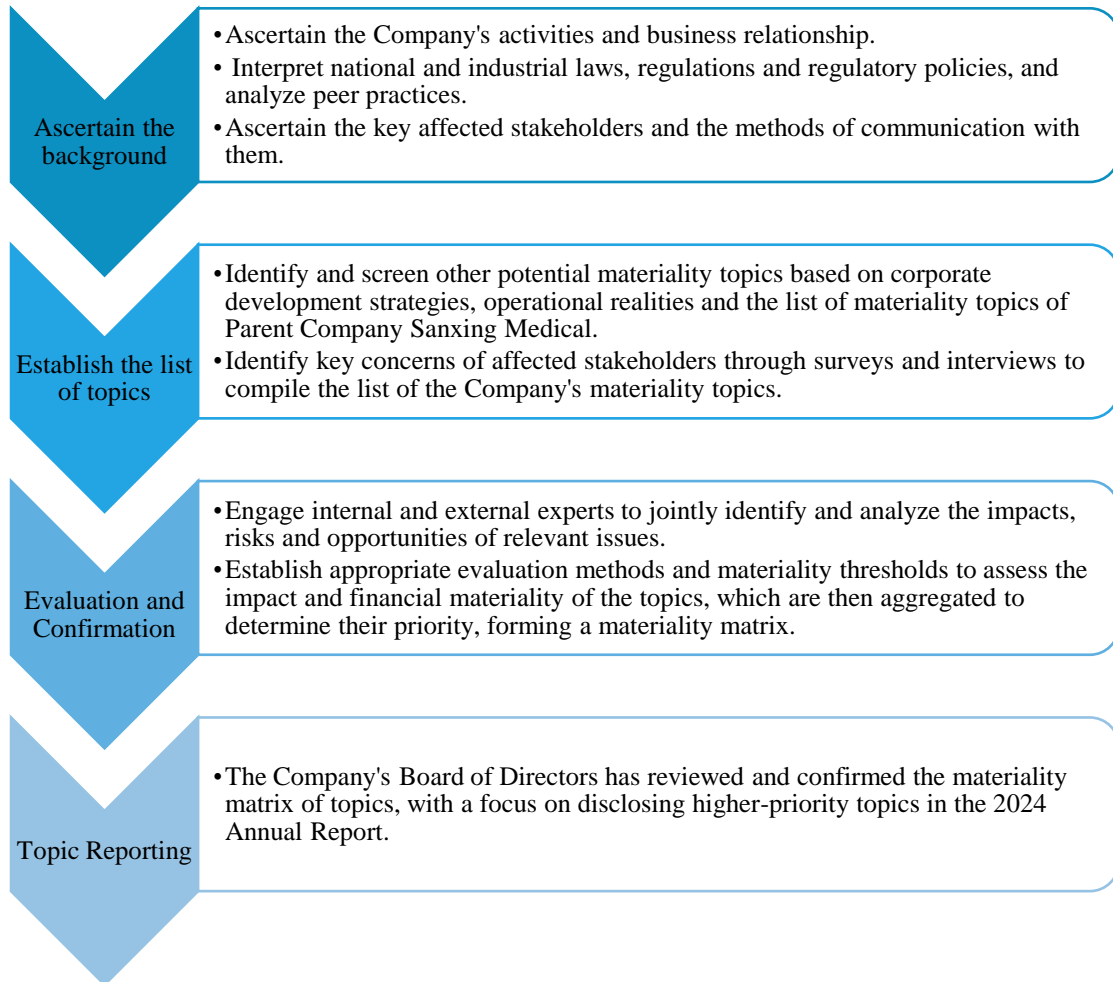 Ascertain the
background
•Ascertain the Company's activities and business relationship.
• Interpret national and industrial laws, regulations and regulatory policies, and
analyze peer practices.
•Ascertain the key affected stakeholders and the methods of communication with
them.
Establish the list
of topics
•Identify and screen other potential materiality topics based on corporate
development strategies, operational realities and the list of materiality topics of
Parent Company Sanxing Medical.
•Identify key concerns of affected stakeholders through surveys and interviews to
compile the list of the Company's materiality topics.
Evaluation and
Confirmation
•Engage internal and external experts to jointly identify and analyze the impacts,
risks and opportunities of relevant issues.
•Establish appropriate evaluation methods and materiality thresholds to assess the
impact and financial materiality of the topics, which are then aggregated to
determine their priority, forming a materiality matrix.
Topic Reporting
•The Company's Board of Directors has reviewed and confirmed the materiality
matrix of topics, with a focus on disclosing higher-priority topics in the 2024
Annual Report.